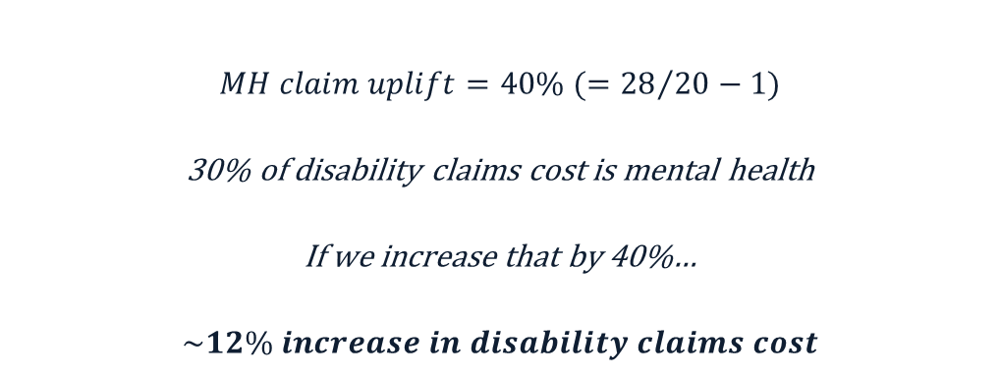 MH claim uplift = 40% (= 28/20 − 1)
30% of disability claims cost is mental health
If we increase that by 40%…
~12% increase in disability claims cost